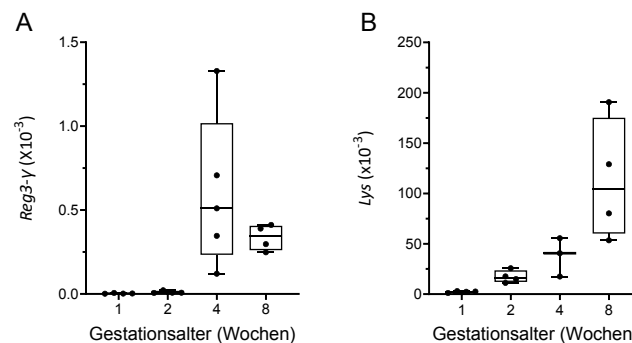 A
B
1.5
1.0
0.5
0.0
Reg3-γ (X10⁻³)
1 2 4 8
Gestationsalter (Wochen)
250
200
150
100
50
0
Lys (x10⁻³)
1 2 4 8
Gestationsalter (Wochen